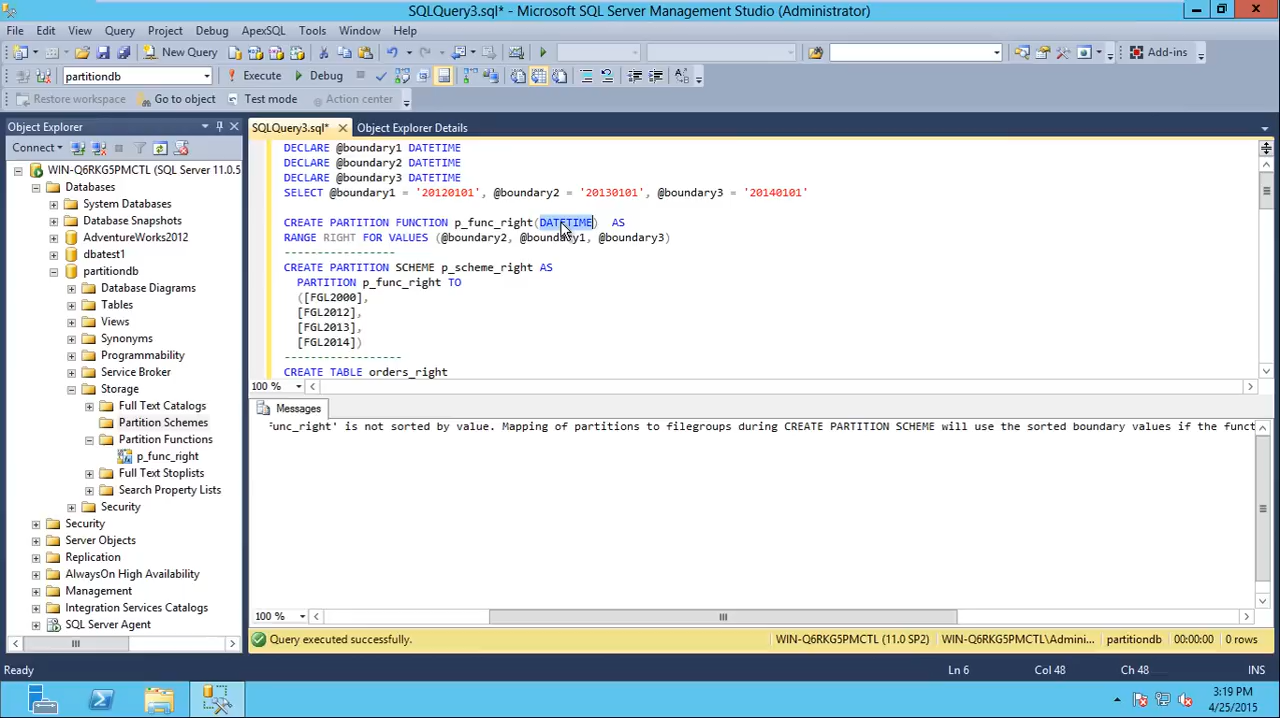 SQLQuery3.sql* - Microsoft SQL Server Management Studio (Administrator)
File Edit View Query Project Debug ApexSQL Tools Window Help
New Query Add-ins
partitiondb Execute Debug
Restore workspace Go to object Test mode Action center
Object Explorer
SQLQuery3.sql* Object Explorer Details
Connect
WIN-Q6RKG5PMCTL (SQL Server 11.0.5
Databases
System Databases
Database Snapshots
AdventureWorks2012
dbatest1
partitiondb
Database Diagrams
Tables
Views
Synonyms
Programmability
Service Broker
Storage
Full Text Catalogs
Partition Schemes
Partition Functions
p_func_right
Full Text Stoplists
Search Property Lists
Security
Security
Server Objects
Replication
AlwaysOn High Availability
Management
Integration Services Catalogs
SQL Server Agent
DECLARE @boundary1 DATETIME
DECLARE @boundary2 DATETIME
DECLARE @boundary3 DATETIME
SELECT @boundary1 = '20120101', @boundary2 = '20130101', @boundary3 = '20140101'
CREATE PARTITION FUNCTION p_func_right(DATETIME) AS
RANGE RIGHT FOR VALUES (@boundary2, @boundary1, @boundary3)
-----------------
CREATE PARTITION SCHEME p_scheme_right AS
PARTITION p_func_right TO
([FGL2000],
[FGL2012],
[FGL2013],
[FGL2014])
------------------
CREATE TABLE orders_right
100 %
Messages
unc_right' is not sorted by value. Mapping of partitions to filegroups during CREATE PARTITION SCHEME will use the sorted boundary values if the funct
100 %
Query executed successfully. WIN-Q6RKG5PMCTL (11.0 SP2) WIN-Q6RKG5PMCTL\Admini... partitiondb 00:00:00 0 rows
Ready Ln 6 Col 48 Ch 48 INS
3:19 PM
4/25/2015